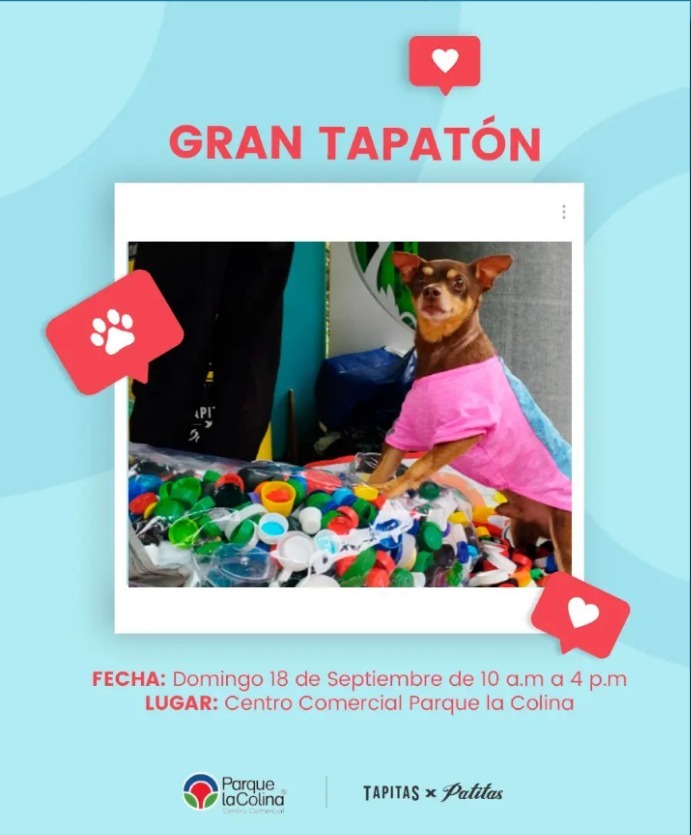 GRAN TAPATÓN
FECHA: Domingo 18 de Septiembre de 10 a.m a 4 p.m
LUGAR: Centro Comercial Parque la Colina
Parque
laColina®
Centro Comercial
TAPITAS x Patitas